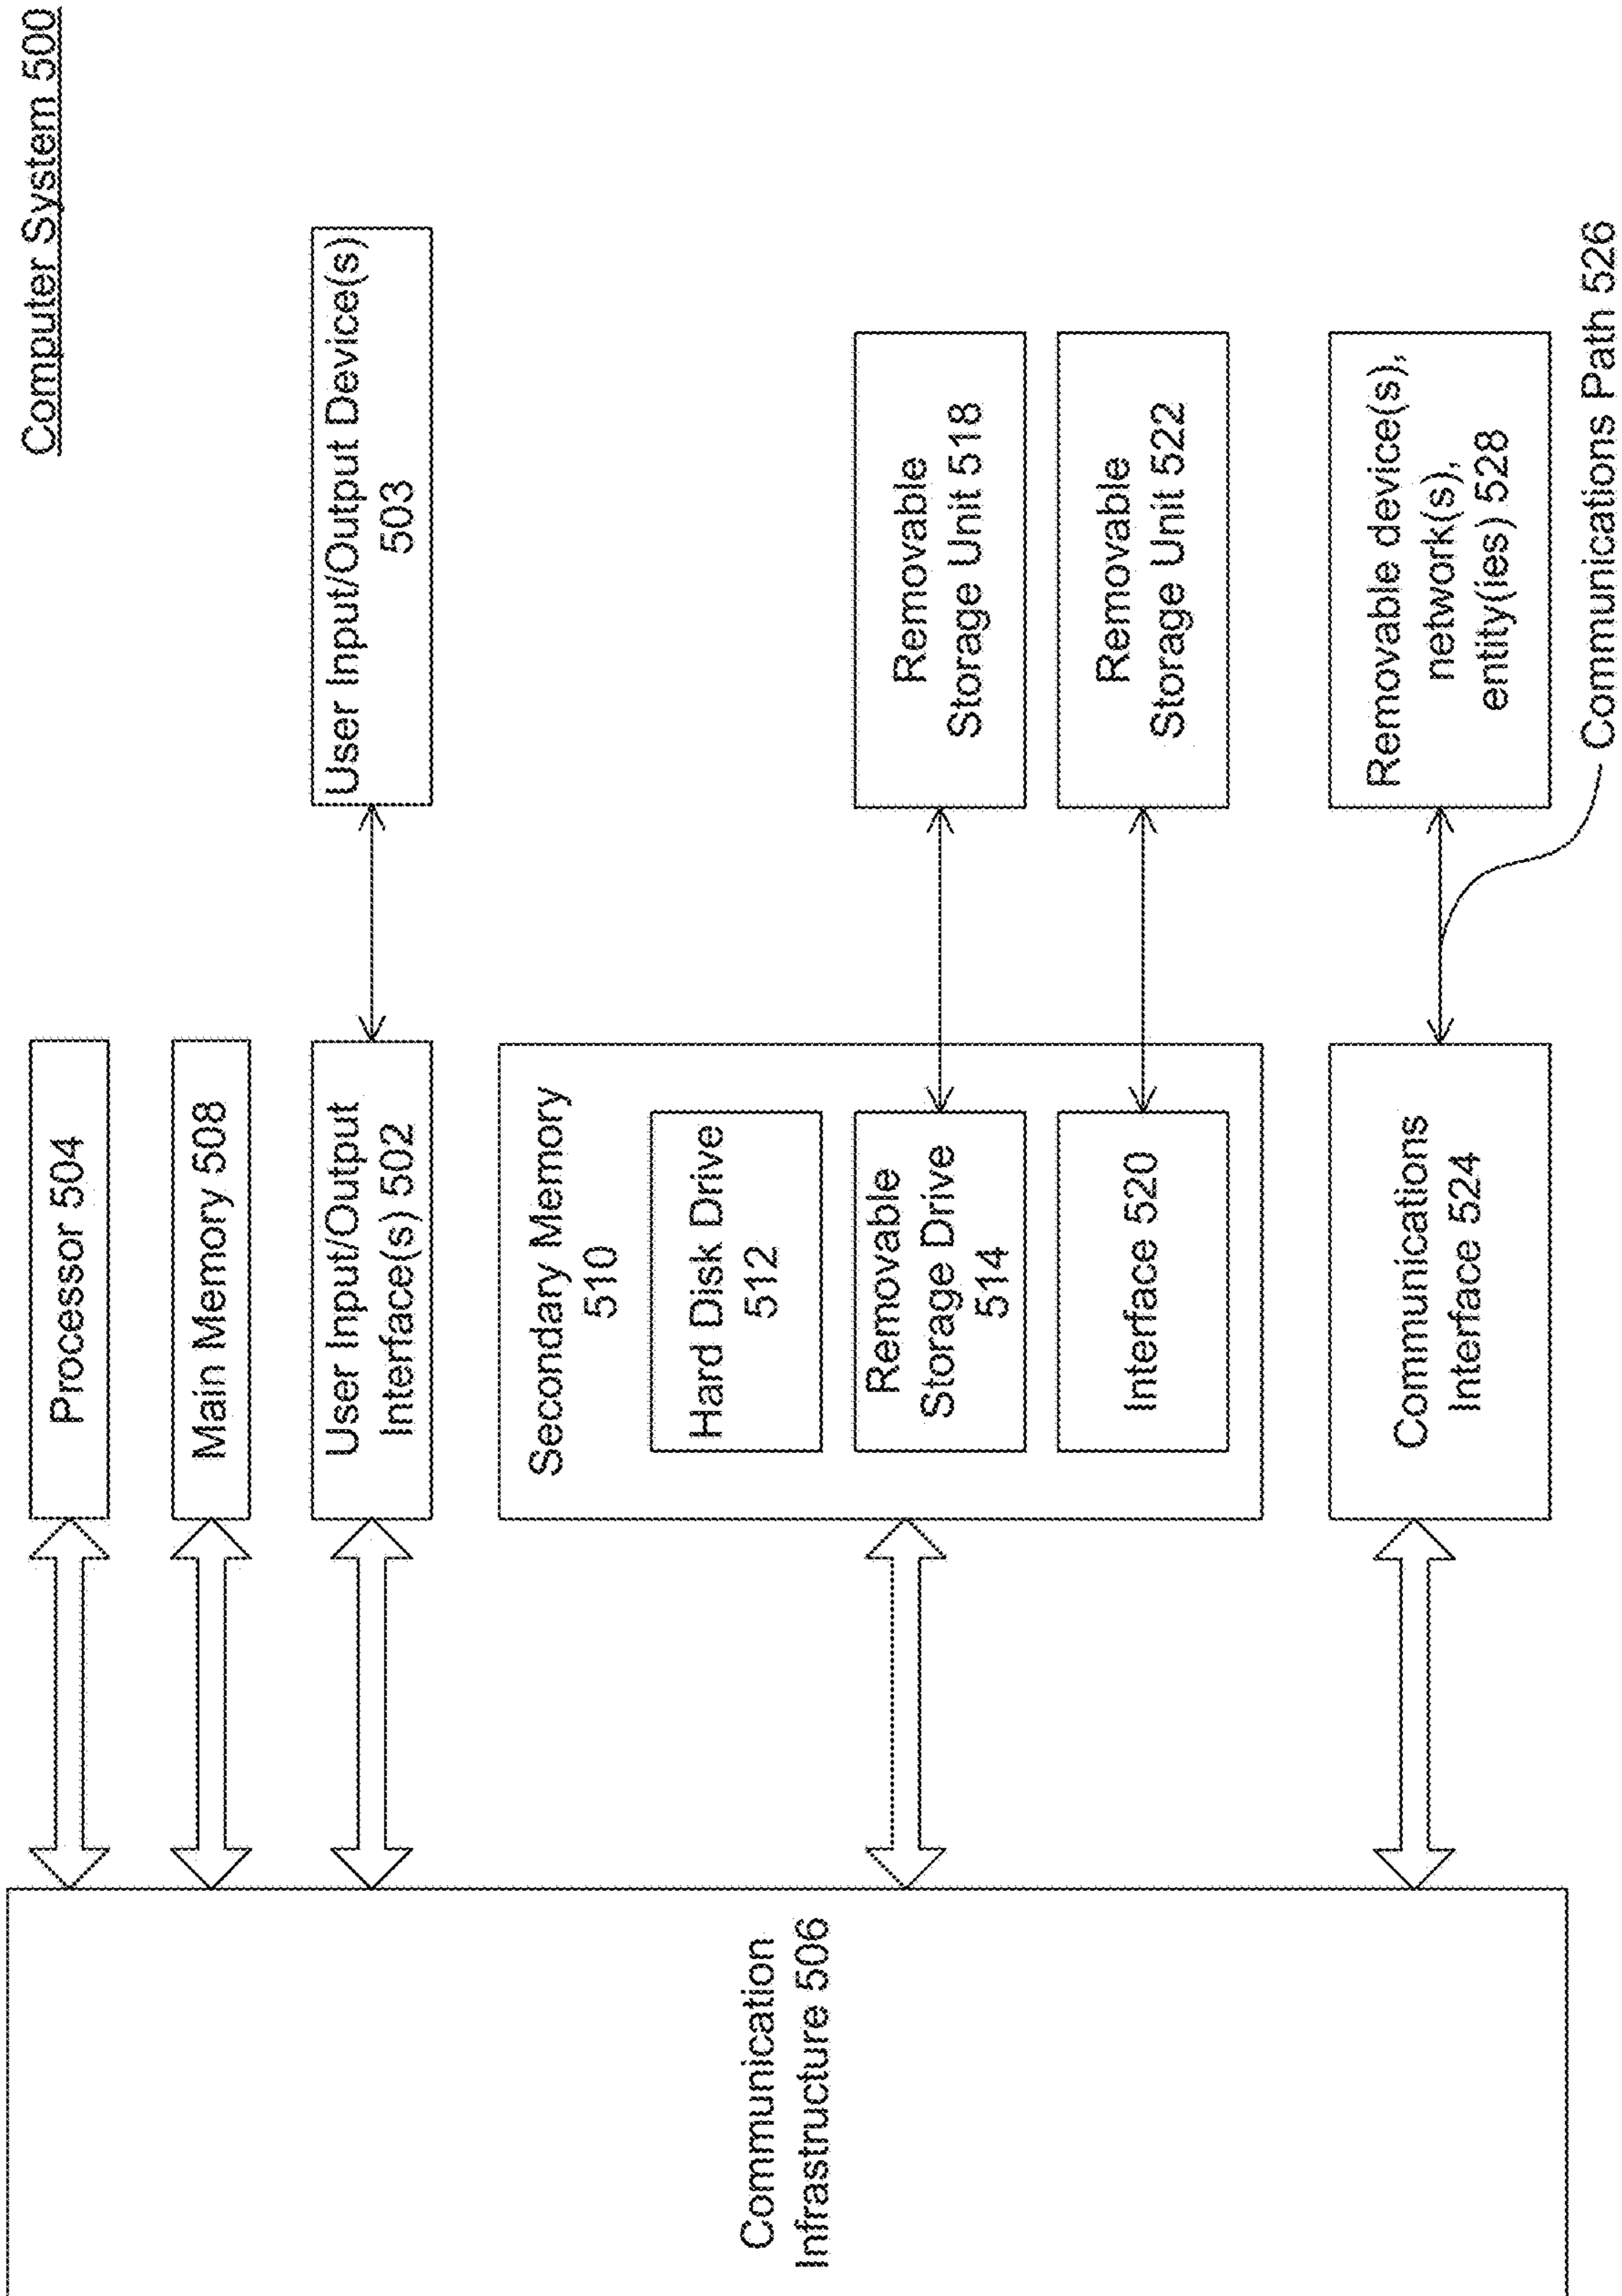 Computer System 500
Processor 504
Main Memory 508
User Input/Output
Interface(s) 502
User Input/Output Device(s)
503
Secondary Memory
510
Hard Disk Drive
512
Removable
Storage Drive
514
Removable
Storage Unit 518
Interface 520
Removable
Storage Unit 522
Communications
Interface 524
Removable device(s),
network(s),
entity(ies) 528
Communications Path 526
Communication
Infrastructure 506